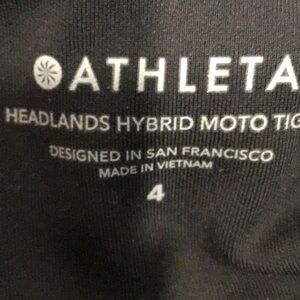 ATHLETA
HEADLANDS HYBRID MOTO TIG
DESIGNED IN SAN FRANCISCO
MADE IN VIETNAM
4